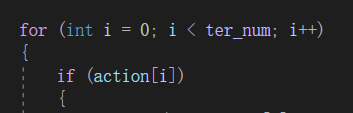 for (int i = 0; i < ter_num; i++)
{
if (action[i])
{